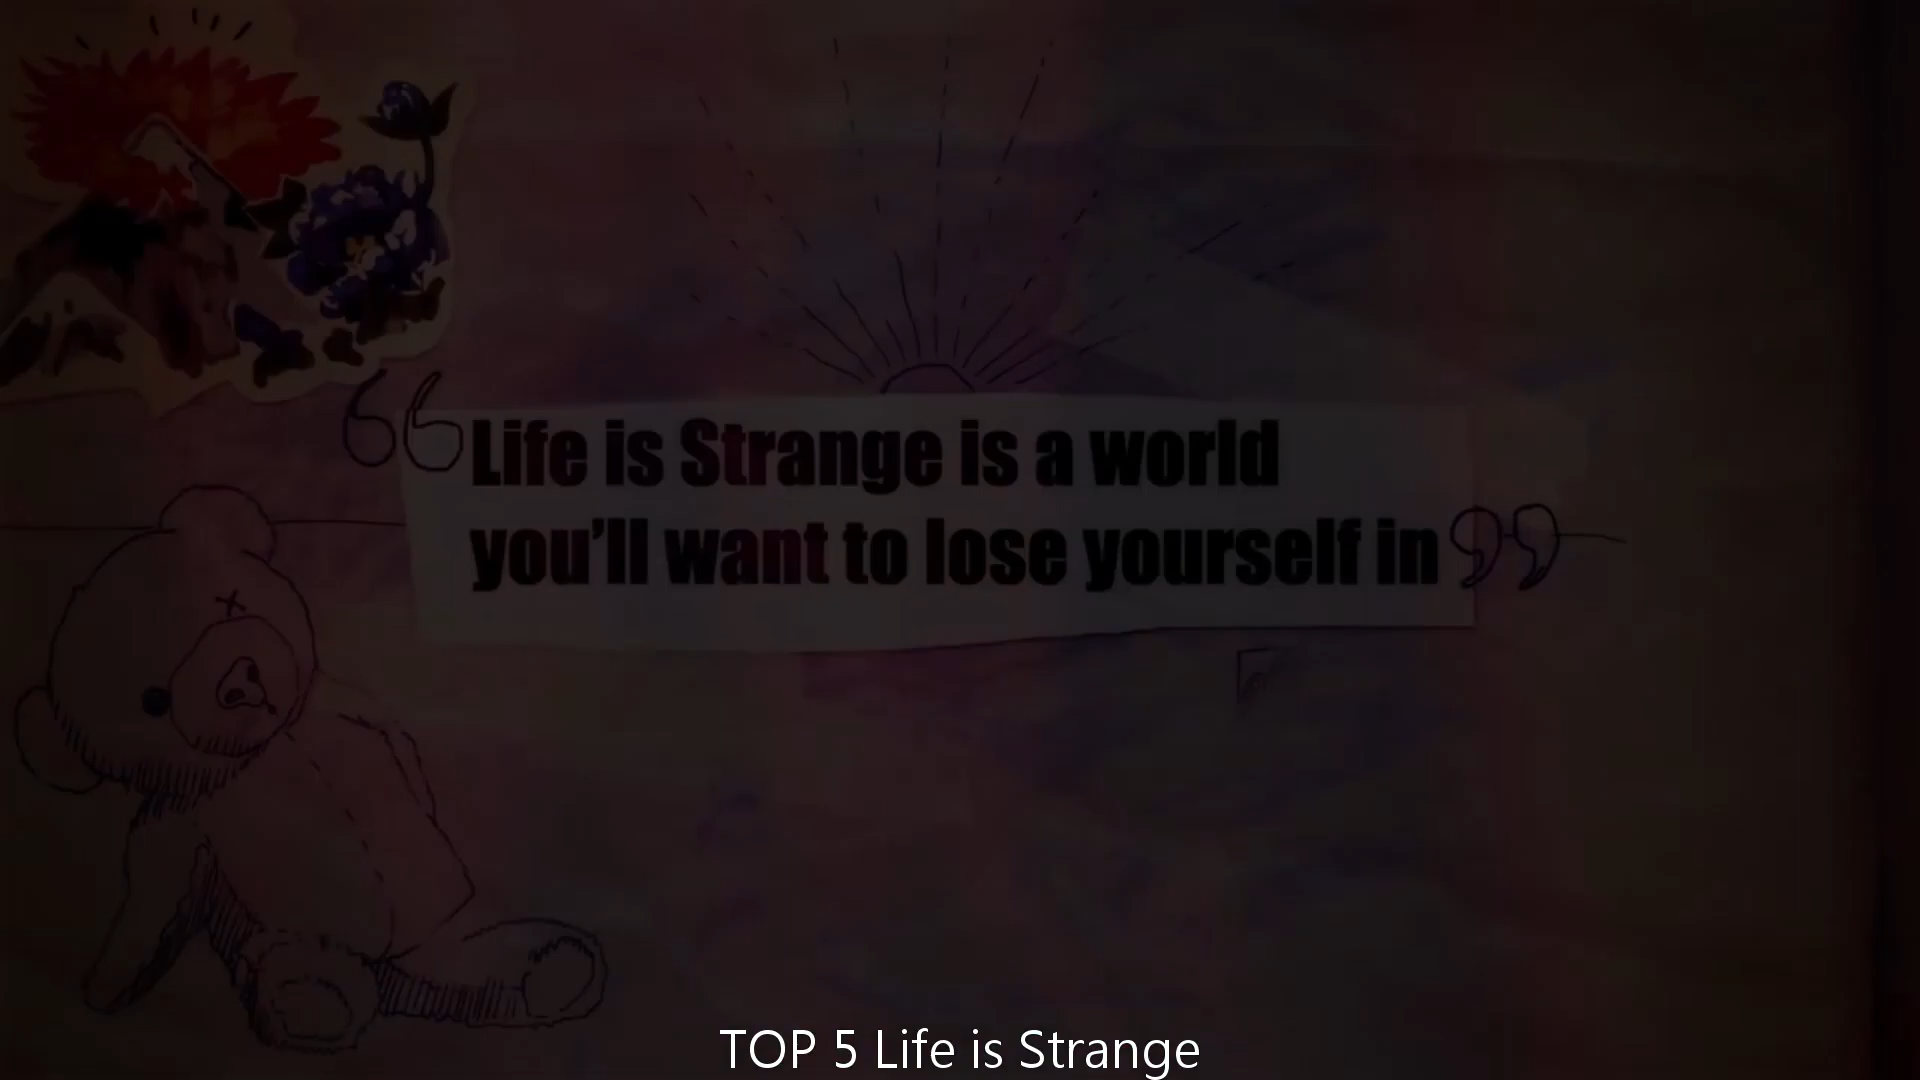 “Life is Strange is a world
you’ll want to lose yourself in”
TOP 5 Life is Strange